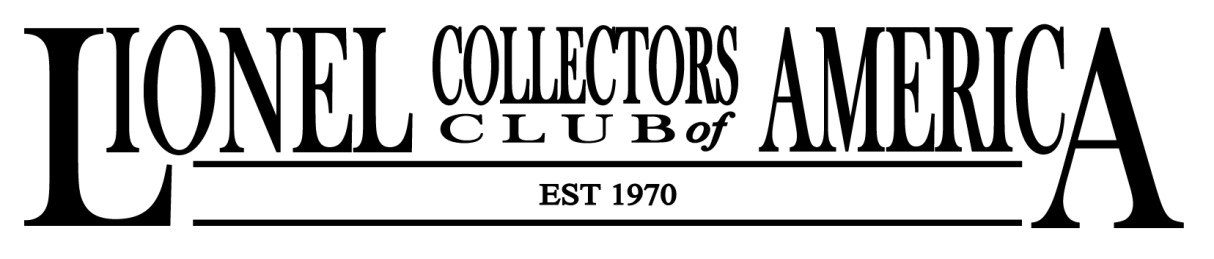 LIONEL COLLECTORS CLUB of AMERICA
EST 1970